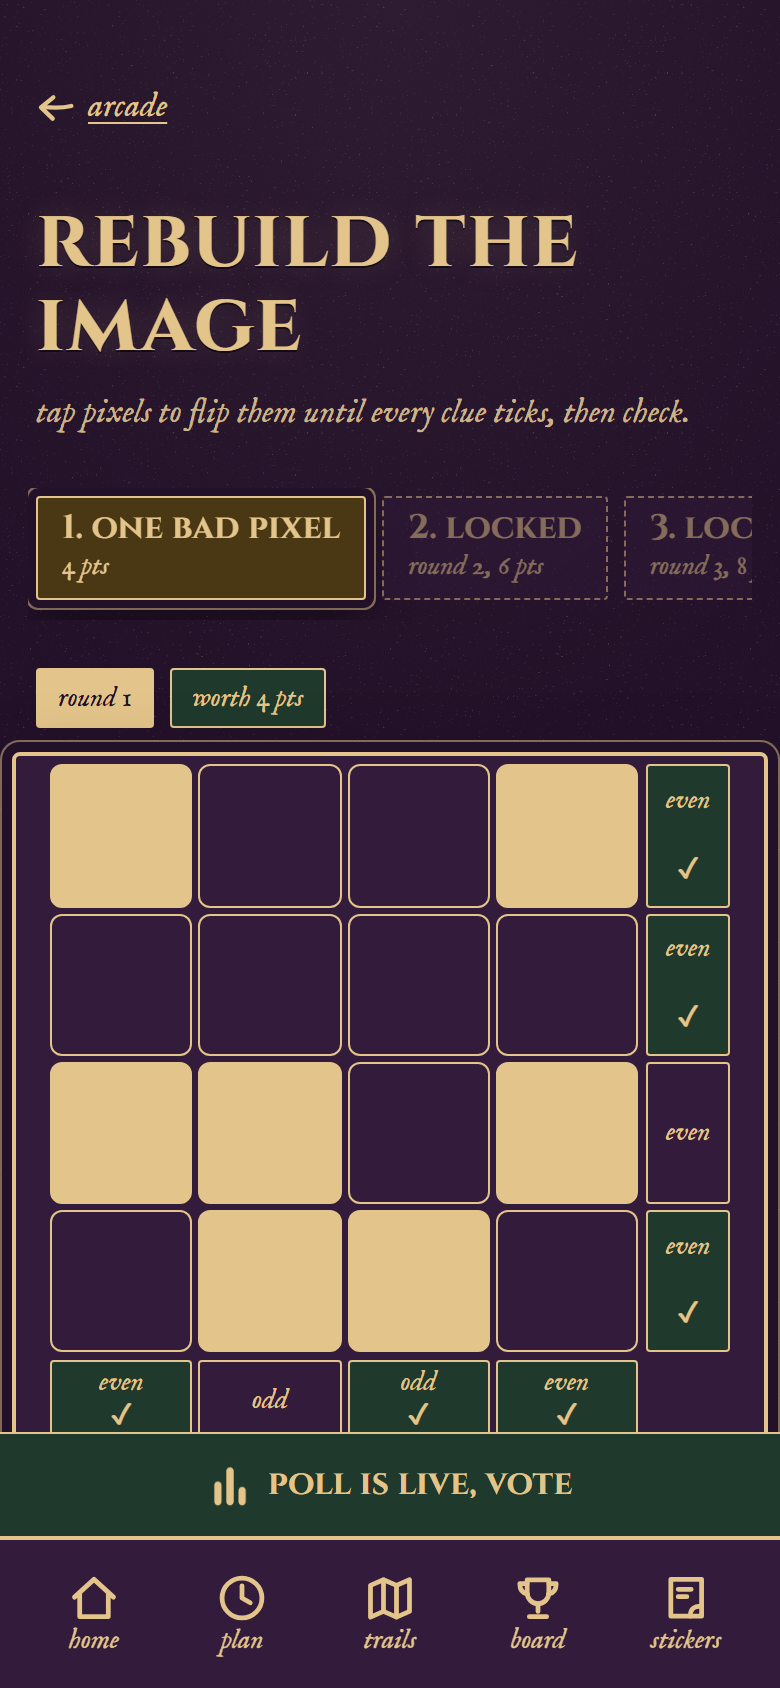 arcade
REBUILD THE
IMAGE
tap pixels to flip them until every clue ticks, then check.
1. ONE BAD PIXEL
4 pts
2. LOCKED
round 2, 6 pts
3. LOC
round 3, 8
round 1
worth 4 pts
even
✓
even
✓
even
even
✓
even
✓
odd
odd
✓
even
✓
POLL IS LIVE, VOTE
home
plan
trails
board
stickers